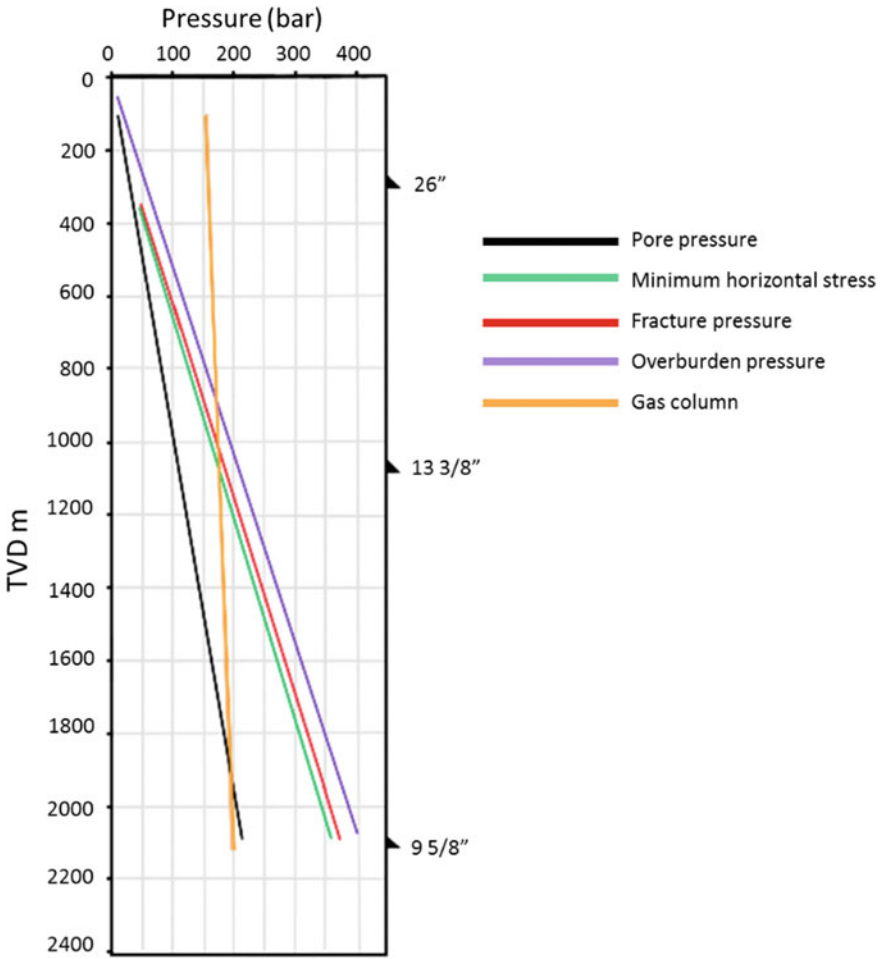 Pressure (bar)
0 100 200 300 400
0
200
400
600
800
1000
1200
1400
1600
1800
2000
2200
2400
TVD m
26”
13 3/8”
9 5/8”
Pore pressure
Minimum horizontal stress
Fracture pressure
Overburden pressure
Gas column